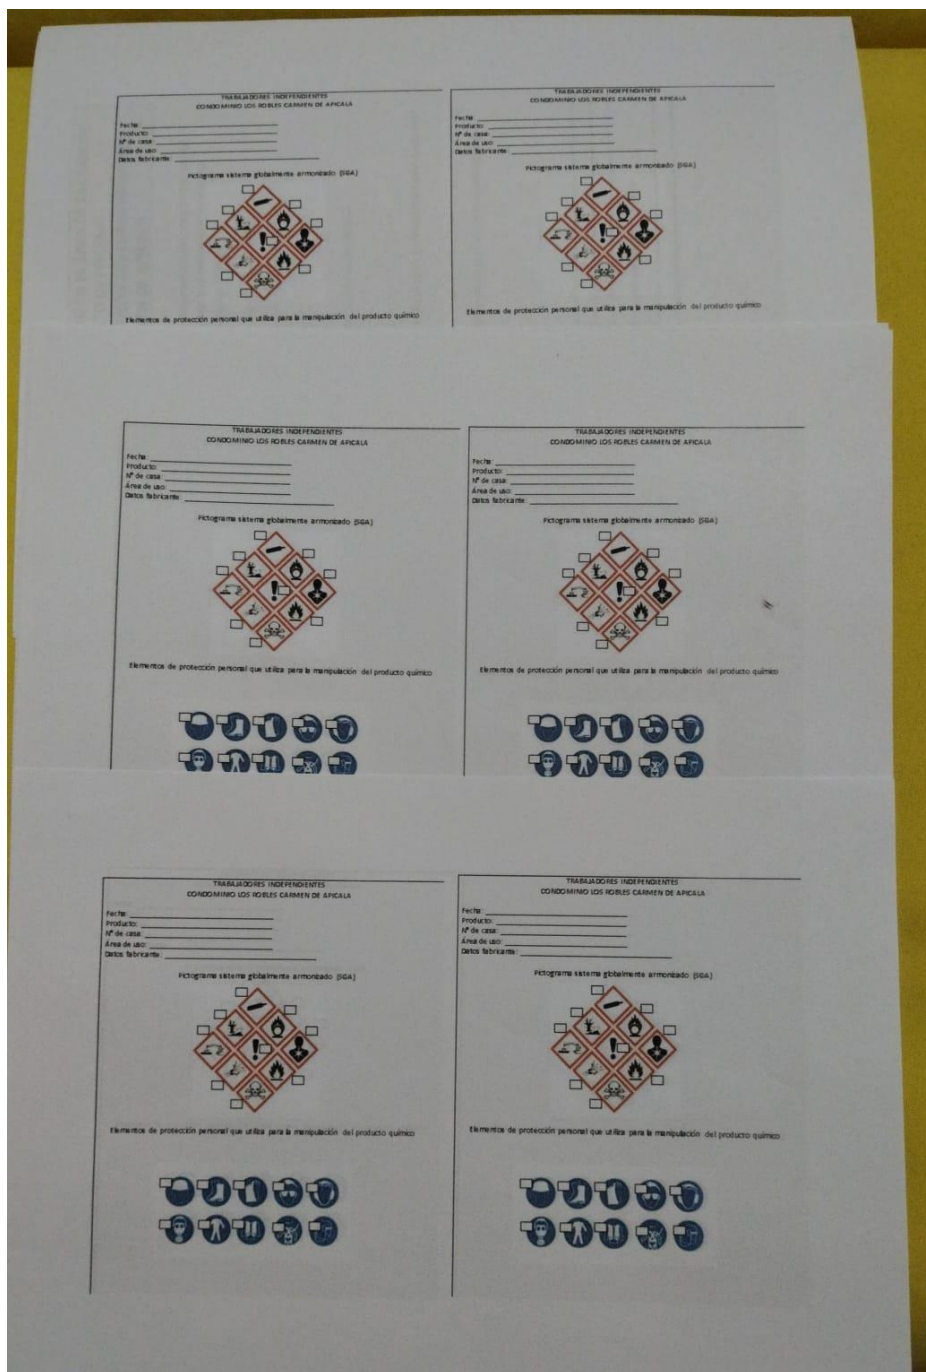 TRABAJADORES INDEPENDIENTES
CONDOMINIO LOS ROBLES CARMEN DE APICALA
Fecha:
Producto:
N° de casa:
Área de uso:
Datos fabricante:
Pictograma sistema globalmente armonizado (SGA)
Elementos de protección personal que utiliza para la manipulación del producto químico
TRABAJADORES INDEPENDIENTES
CONDOMINIO LOS ROBLES CARMEN DE APICALA
Fecha:
Producto:
N° de casa:
Área de uso:
Datos fabricante:
Pictograma sistema globalmente armonizado (SGA)
Elementos de protección personal que utiliza para la manipulación del producto químico
TRABAJADORES INDEPENDIENTES
CONDOMINIO LOS ROBLES CARMEN DE APICALA
Fecha:
Producto:
N° de casa:
Área de uso:
Datos fabricante:
Pictograma sistema globalmente armonizado (SGA)
Elementos de protección personal que utiliza para la manipulación del producto químico
TRABAJADORES INDEPENDIENTES
CONDOMINIO LOS ROBLES CARMEN DE APICALA
Fecha:
Producto:
N° de casa:
Área de uso:
Datos fabricante:
Pictograma sistema globalmente armonizado (SGA)
Elementos de protección personal que utiliza para la manipulación del producto químico
TRABAJADORES INDEPENDIENTES
CONDOMINIO LOS ROBLES CARMEN DE APICALA
Fecha:
Producto:
N° de casa:
Área de uso:
Datos fabricante:
Pictograma sistema globalmente armonizado (SGA)
Elementos de protección personal que utiliza para la manipulación del producto químico
TRABAJADORES INDEPENDIENTES
CONDOMINIO LOS ROBLES CARMEN DE APICALA
Fecha:
Producto:
N° de casa:
Área de uso:
Datos fabricante:
Pictograma sistema globalmente armonizado (SGA)
Elementos de protección personal que utiliza para la manipulación del producto químico